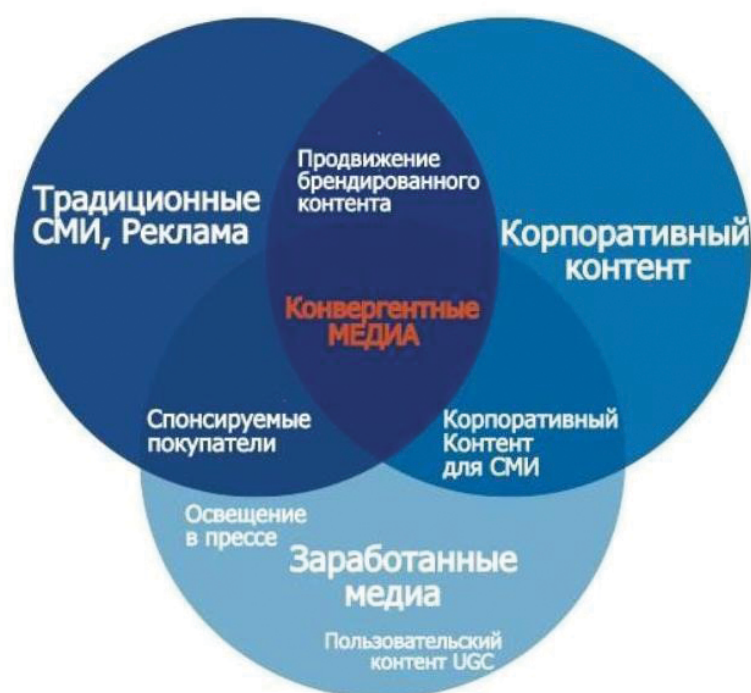 Продвижение
брендированного
контента
Традиционные
СМИ, Реклама
Корпоративный
контент
Конвергентные
МЕДИА
Спонсируемые
покупатели
Корпоративный
Контент
для СМИ
Освещение
в прессе
Заработанные
медиа
Пользовательский
контент UGC